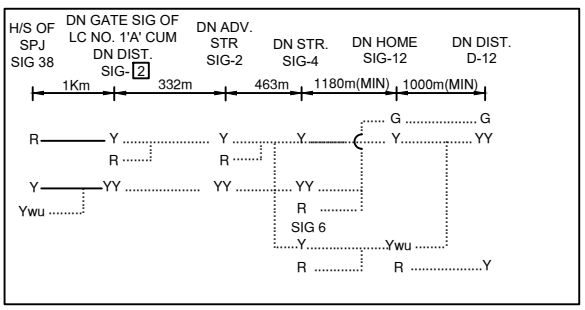 H/S OF
SPJ
SIG 38
DN GATE SIG OF
LC NO. 1'A' CUM
DN DIST.
SIG- 2
DN ADV.
STR
SIG-2
DN STR.
SIG-4
DN HOME
SIG-12
DN DIST.
D-12
1Km 332m 463m 1180m(MIN) 1000m(MIN)
G G
R Y Y Y Y YY
R R
Y YY YY YY
Ywu R
SIG 6
Y Ywu
R R Y